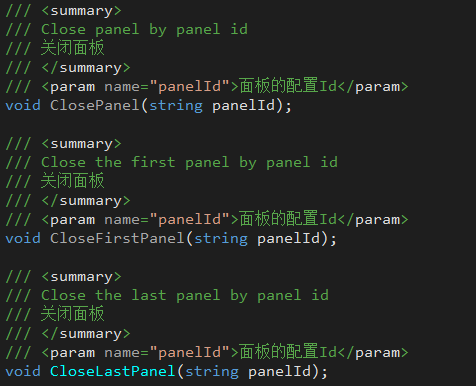 /// <summary>
/// Close panel by panel id
/// 关闭面板
/// </summary>
/// <param name="panelId">面板的配置Id</param>
void ClosePanel(string panelId);
/// <summary>
/// Close the first panel by panel id
/// 关闭面板
/// </summary>
/// <param name="panelId">面板的配置Id</param>
void CloseFirstPanel(string panelId);
/// <summary>
/// Close the last panel by panel id
/// 关闭面板
/// </summary>
/// <param name="panelId">面板的配置Id</param>
void CloseLastPanel(string panelId);